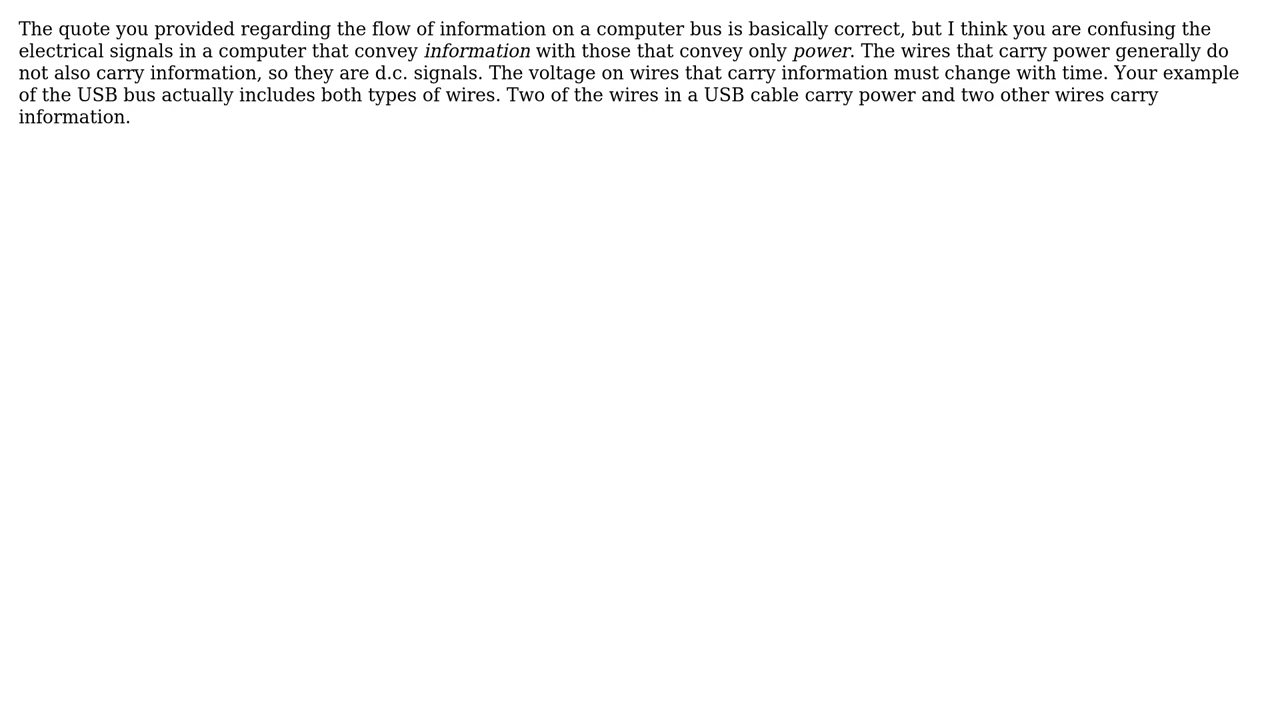 The quote you provided regarding the flow of information on a computer bus is basically correct, but I think you are confusing the
electrical signals in a computer that convey information with those that convey only power. The wires that carry power generally do
not also carry information, so they are d.c. signals. The voltage on wires that carry information must change with time. Your example
of the USB bus actually includes both types of wires. Two of the wires in a USB cable carry power and two other wires carry
information.